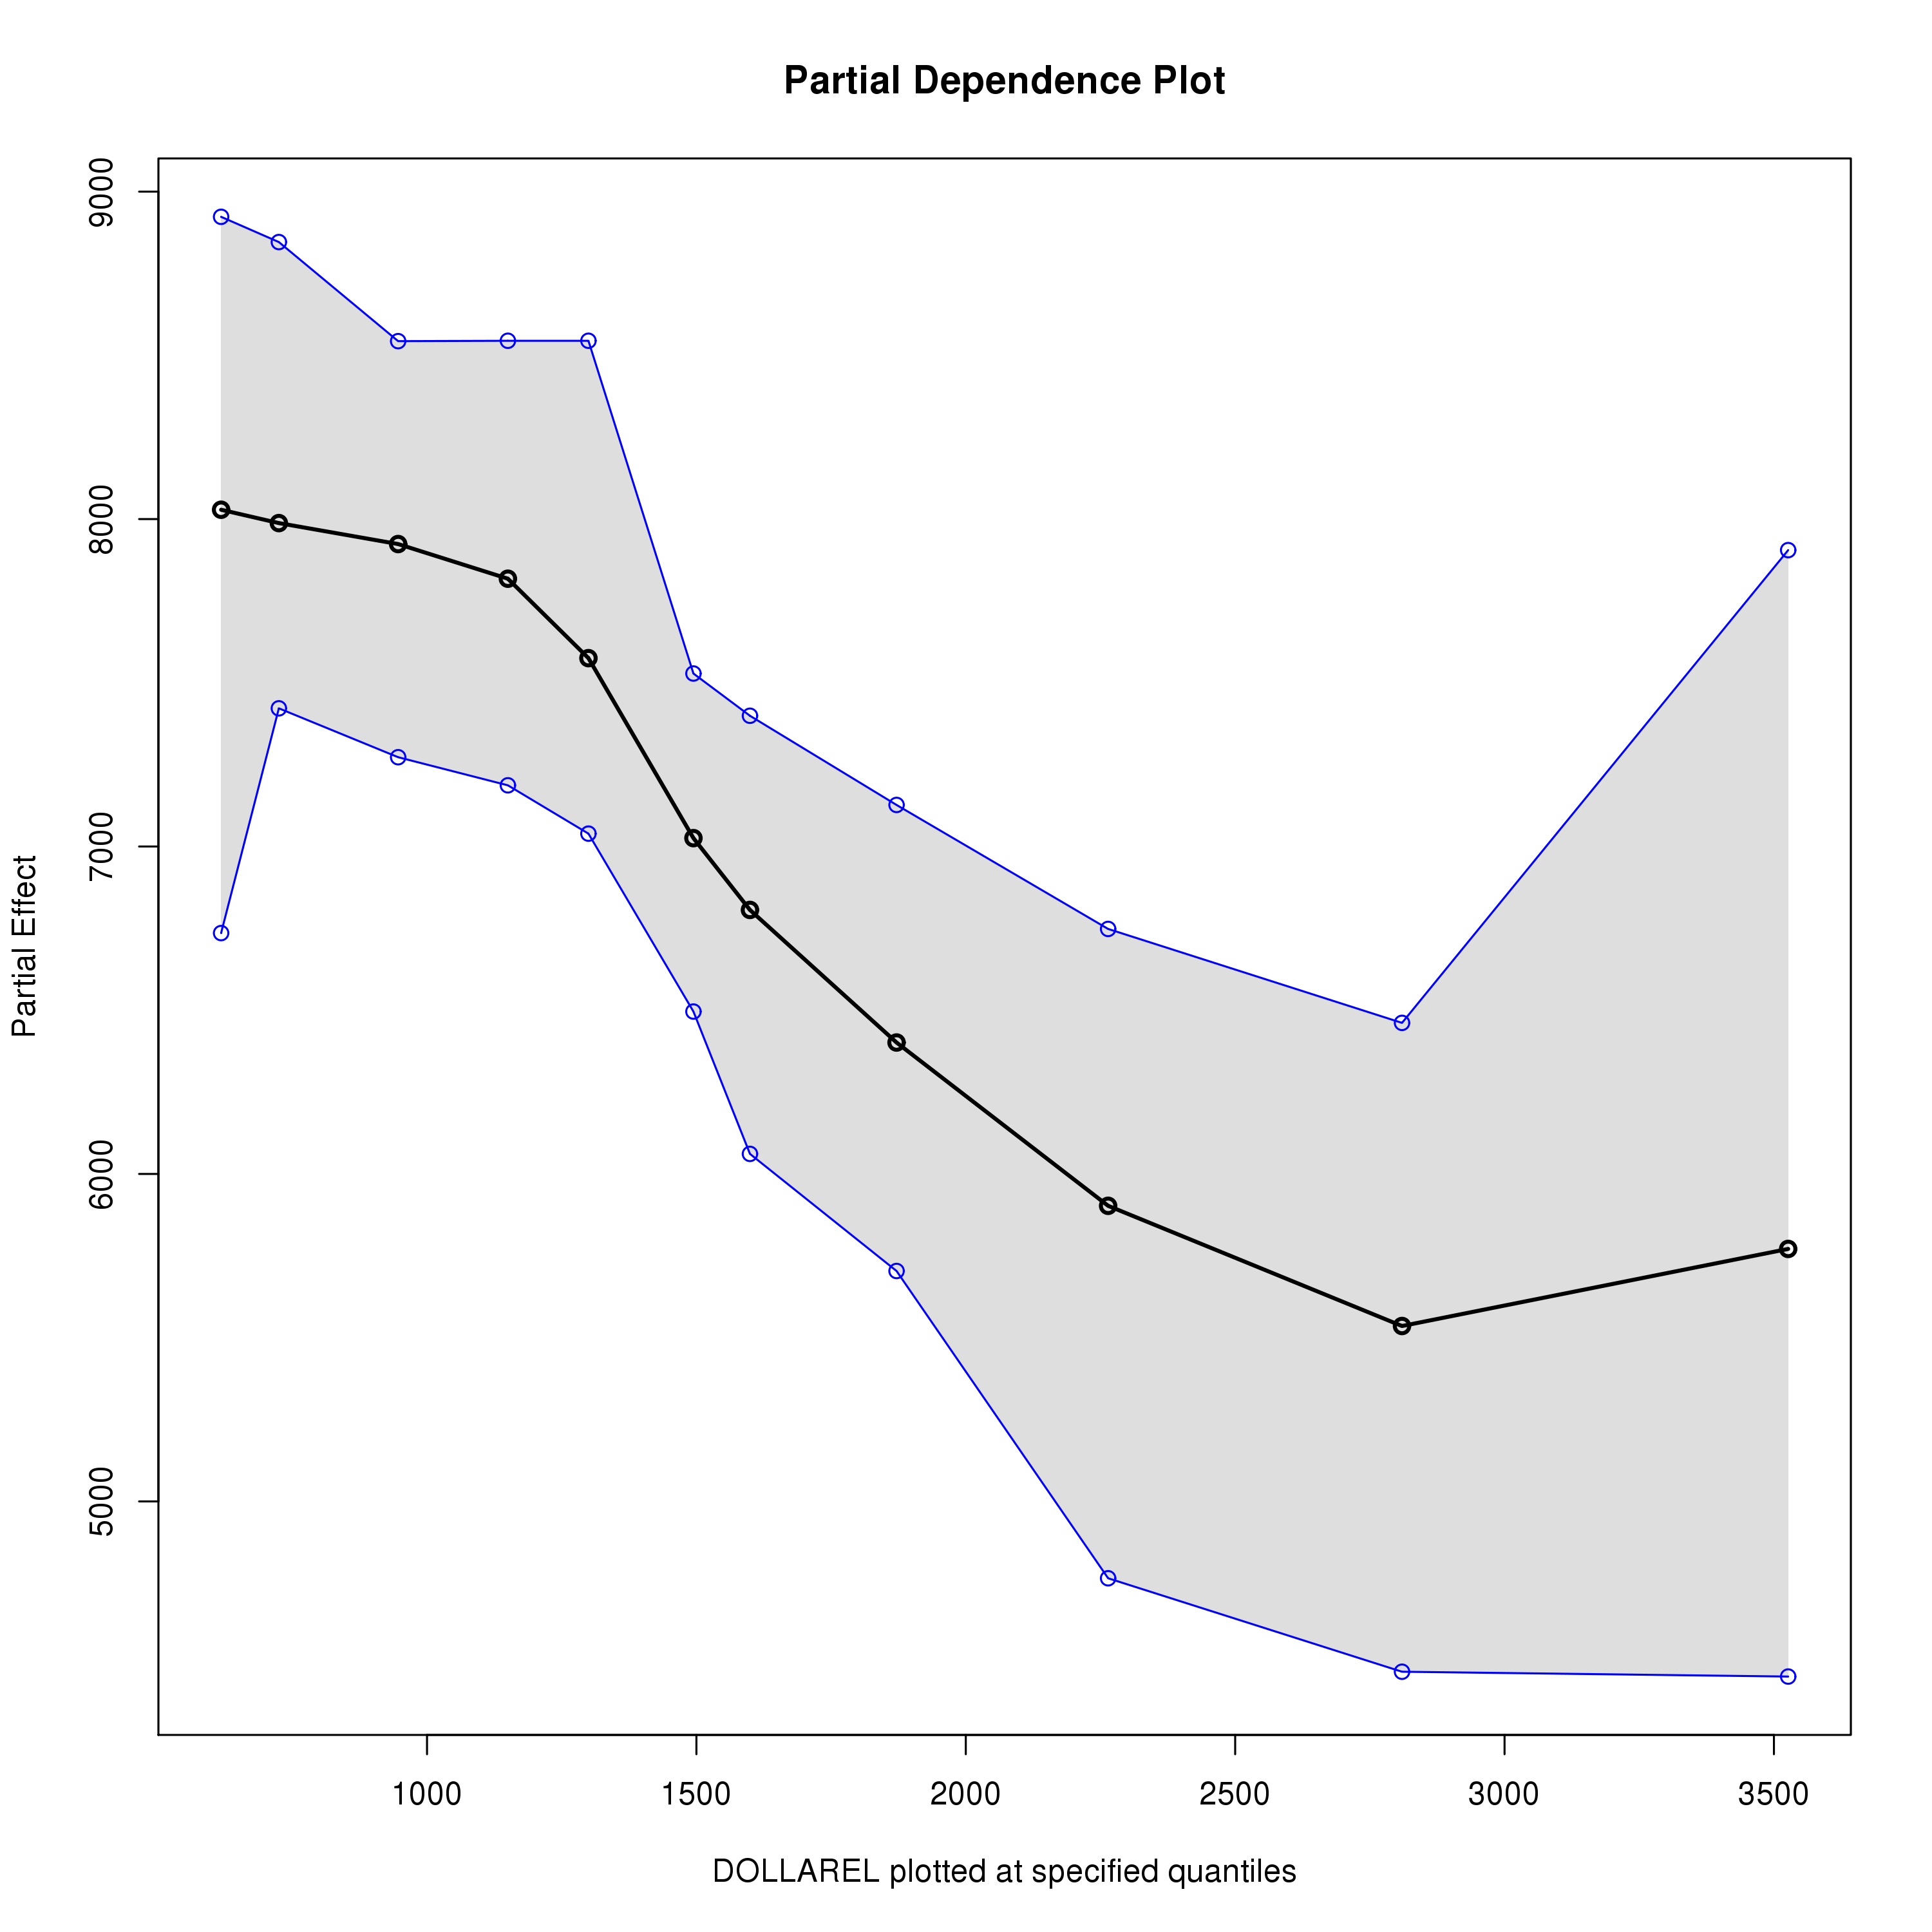 Partial Dependence Plot
Partial Effect
9000
8000
7000
6000
5000
1000 1500 2000 2500 3000 3500
DOLLAREL plotted at specified quantiles